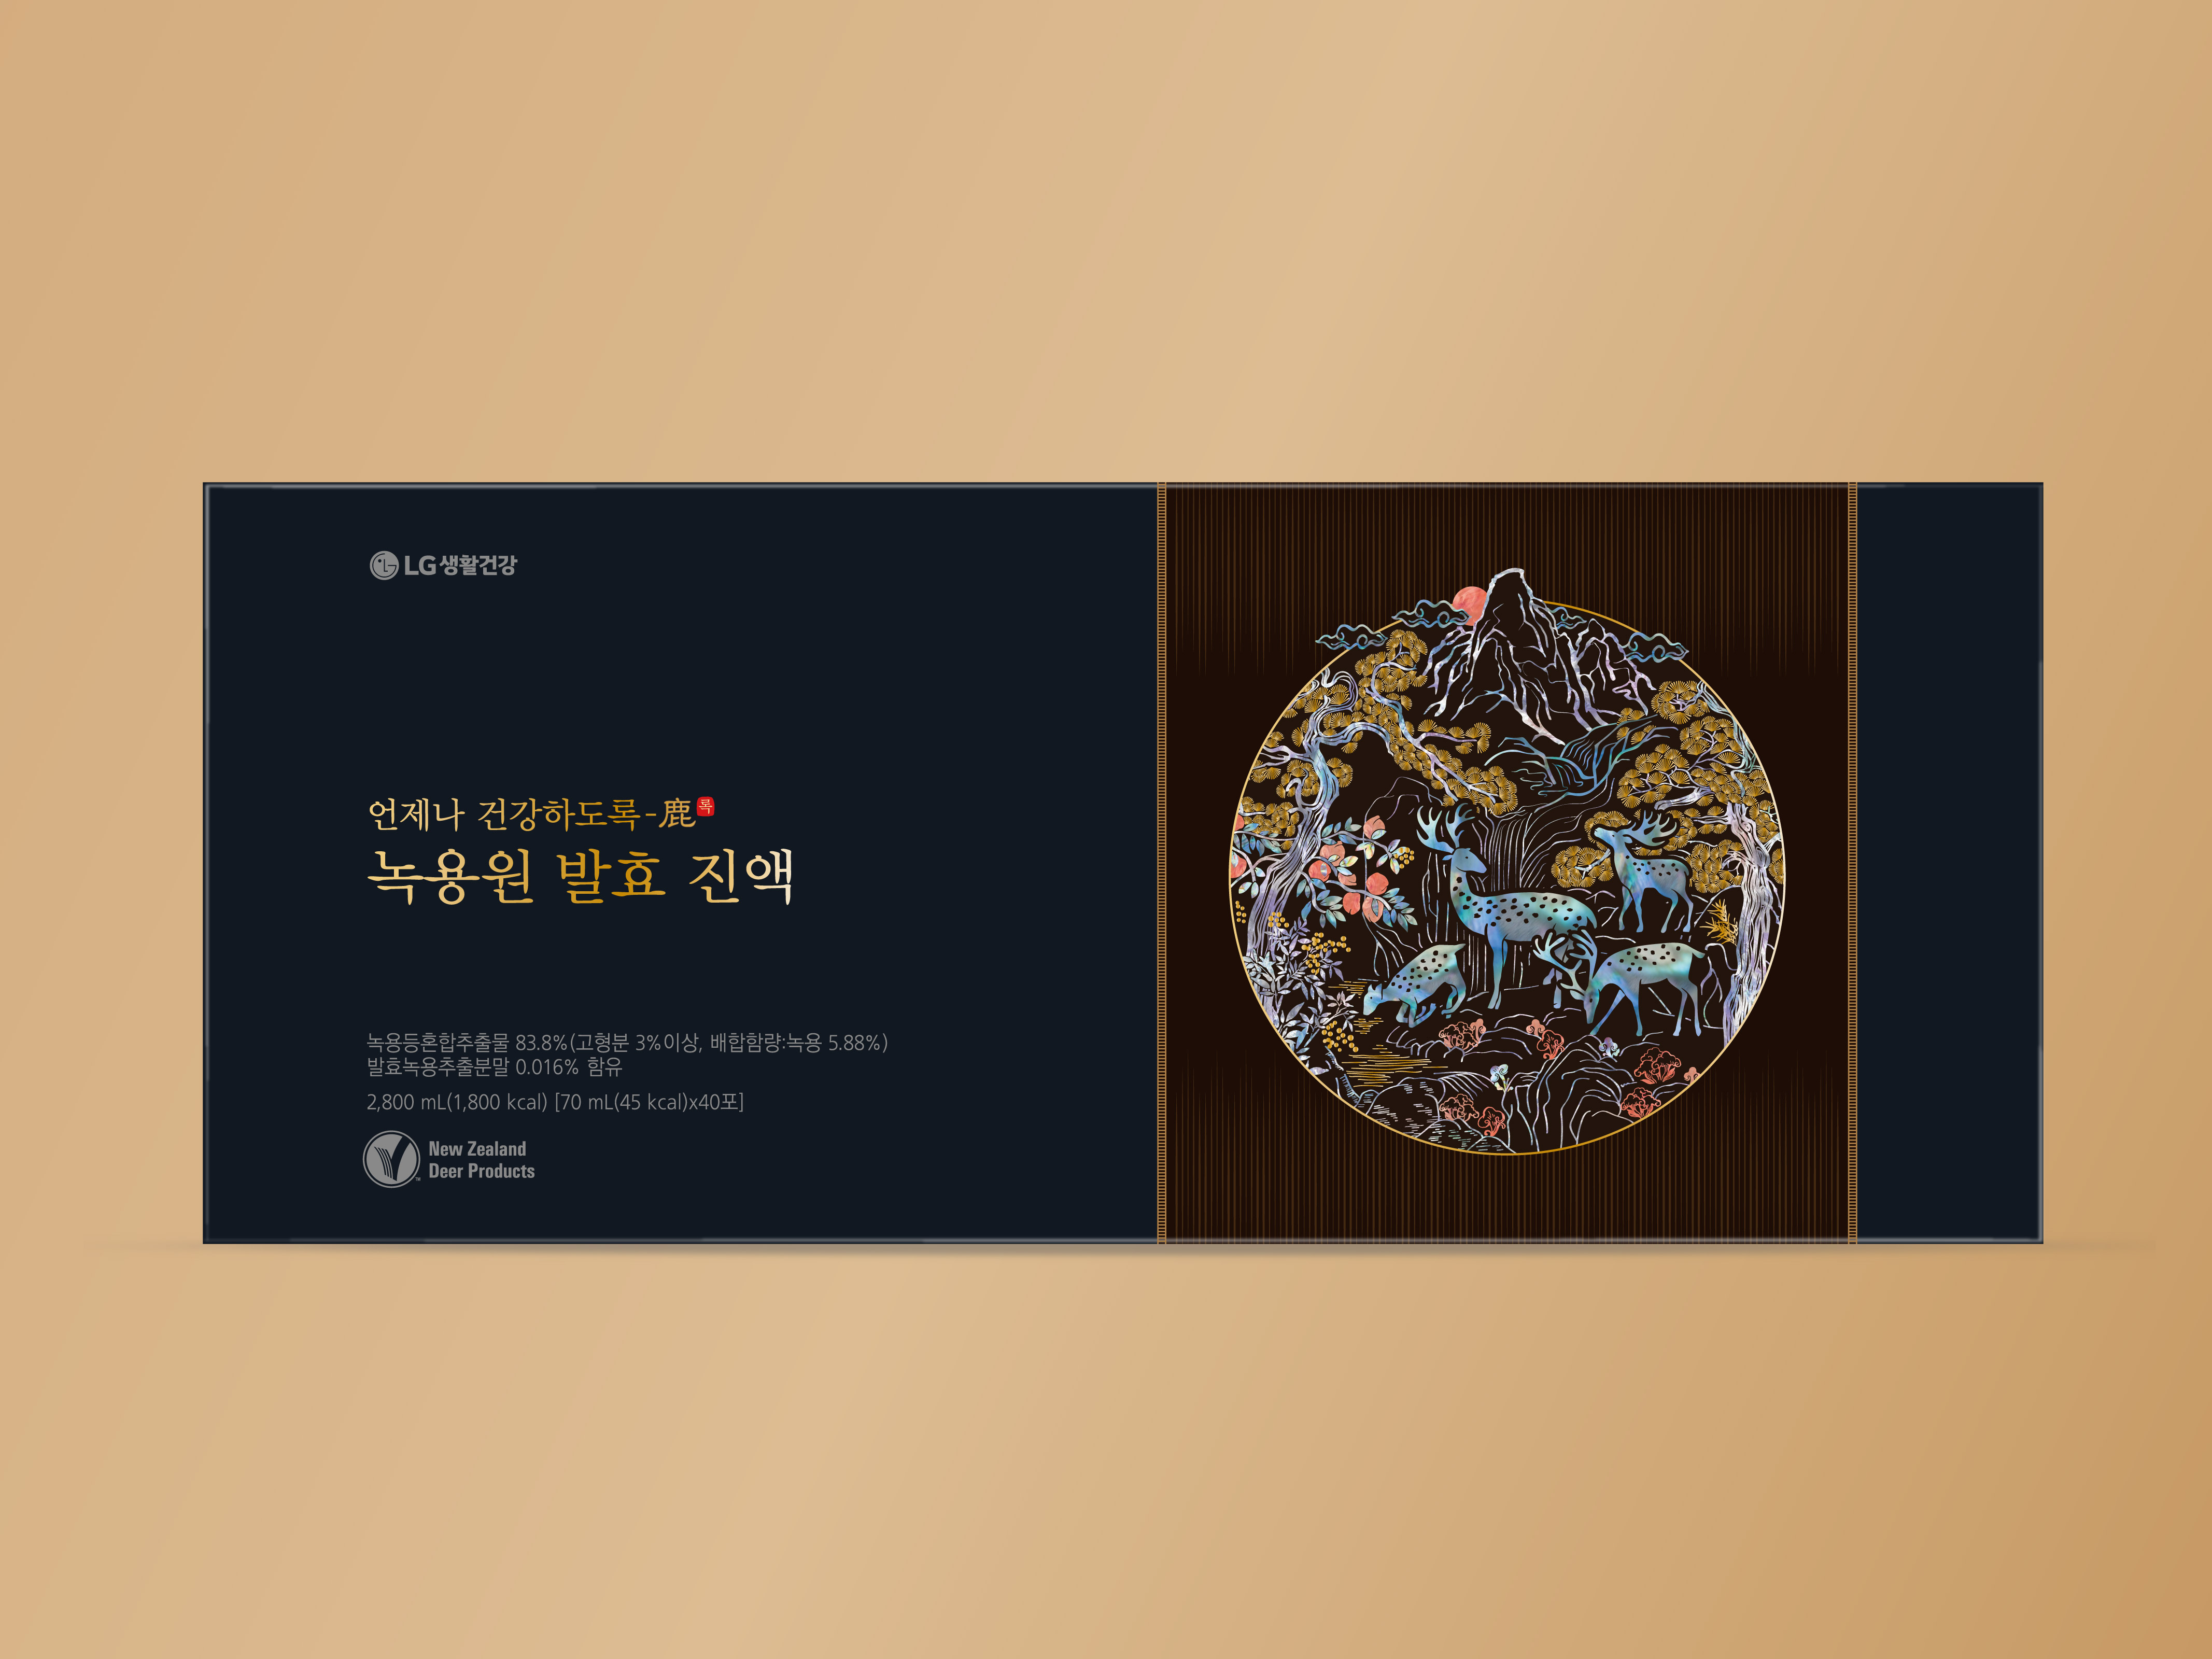 LG생활건강
언제나 건강하도록-鹿록
녹용원 발효 진액
녹용등혼합추출물 83.8%(고형분 3%이상, 배합함량:녹용 5.88%)
발효녹용추출분말 0.016% 함유
2,800 mL(1,800 kcal) [70 mL(45 kcal)x40포]
New Zealand
Deer Products